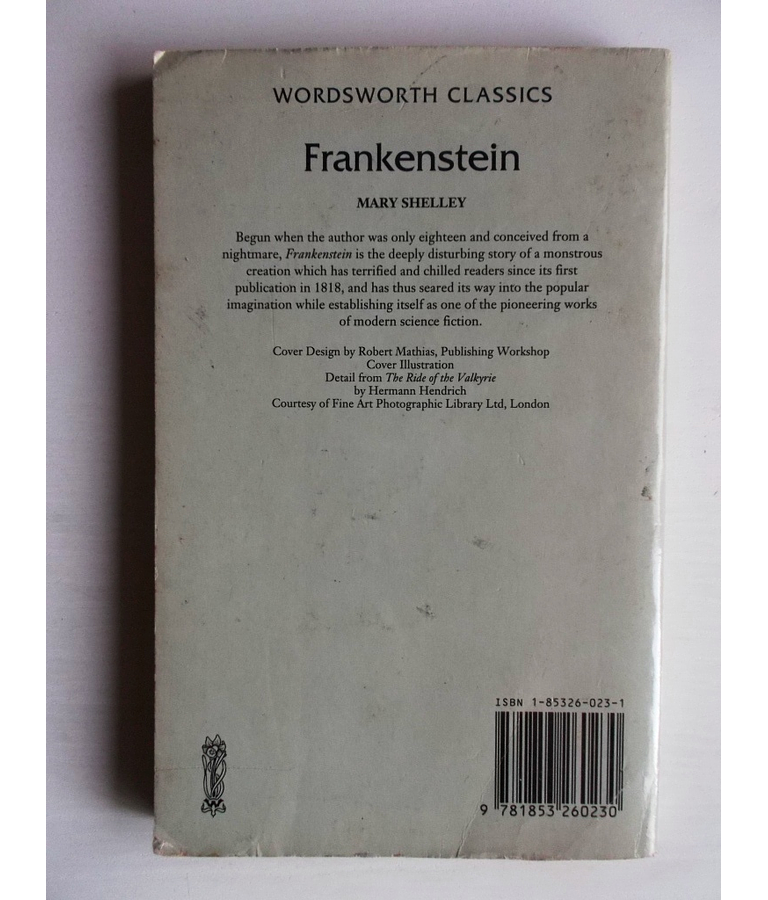 WORDSWORTH CLASSICS
Frankenstein
MARY SHELLEY
Begun when the author was only eighteen and conceived from a
nightmare, Frankenstein is the deeply disturbing story of a monstrous
creation which has terrified and chilled readers since its first
publication in 1818, and has thus seared its way into the popular
imagination while establishing itself as one of the pioneering works
of modern science fiction.
Cover Design by Robert Mathias, Publishing Workshop
Cover Illustration
Detail from The Ride of the Valkyrie
by Hermann Hendrich
Courtesy of Fine Art Photographic Library Ltd, London
ISBN 1-85326-023-1
9 781853 260230
W